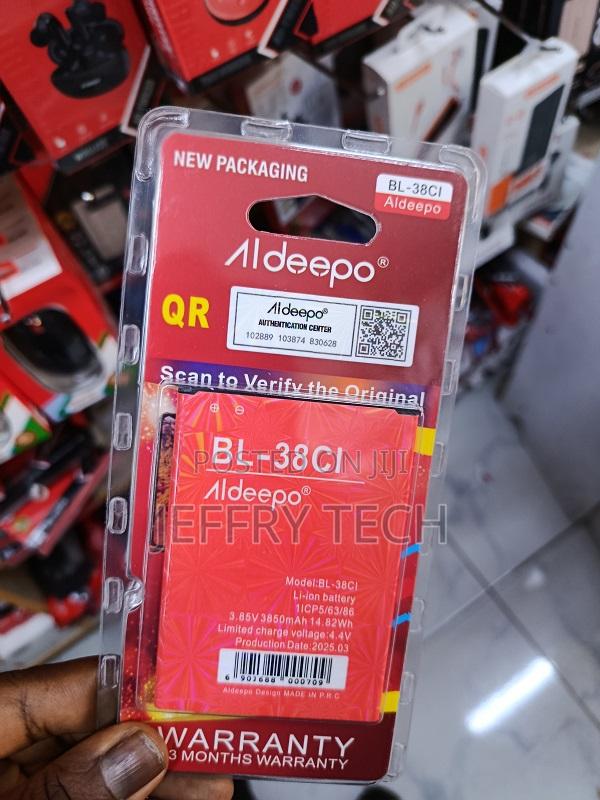 NEW PACKAGING
BL-38CI
Aldeepo
Aldeepo®
QR
Aldeepo®
AUTHENTICATION CENTER
102889 103874 830628
Scan to Verify the Original
BL-38CI
POSTED ON JIJI
Aldeepo®
JEFFRY TECH
Model:BL-38CI
Li-ion battery
1ICP5/63/86
3.85V 3850mAh 14.82Wh
Limited charge voltage:4.4V
Production Date:2025.03
6 903688 000709
Aldeepo Design MADE IN P.R.C
WARRANTY
3 MONTHS WARRANTY